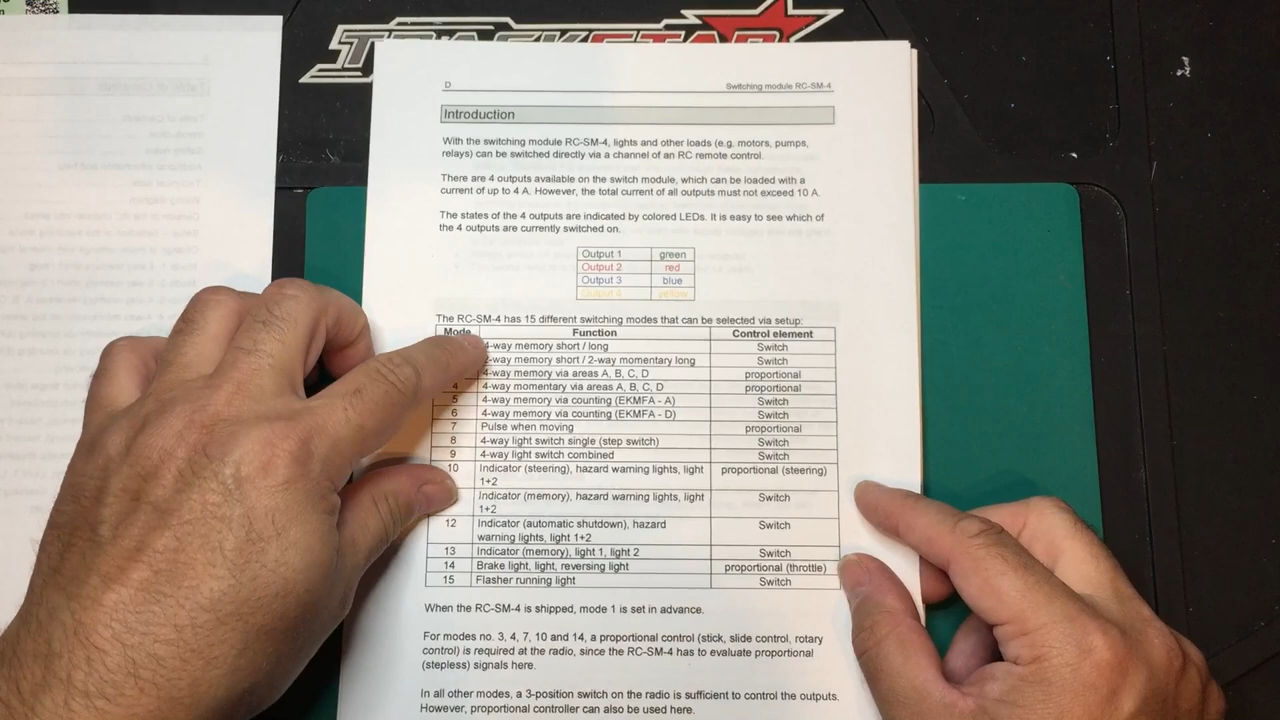 TRACKSTAR
D Switching module RC-SM-4
Introduction
With the switching module RC-SM-4, lights and other loads (e.g. motors, pumps,
relays) can be switched directly via a channel of an RC remote control.
There are 4 outputs available on the switch module, which can be loaded with a
current of up to 4 A. However, the total current of all outputs must not exceed 10 A.
The states of the 4 outputs are indicated by colored LEDs. It is easy to see which of
the 4 outputs are currently switched on.
Output 1 green
Output 2 red
Output 3 blue
Output 4 yellow
The RC-SM-4 has 15 different switching modes that can be selected via setup:
Mode Function Control element
4-way memory short / long Switch
2-way memory short / 2-way momentary long Switch
4-way memory via areas A, B, C, D proportional
4 4-way momentary via areas A, B, C, D proportional
5 4-way memory via counting (EKMFA - A) Switch
6 4-way memory via counting (EKMFA - D) Switch
7 Pulse when moving proportional
8 4-way light switch single (step switch) Switch
9 4-way light switch combined Switch
10 Indicator (steering), hazard warning lights, light proportional (steering)
1+2
Indicator (memory), hazard warning lights, light Switch
1+2
12 Indicator (automatic shutdown), hazard Switch
warning lights, light 1+2
13 Indicator (memory), light 1, light 2 Switch
14 Brake light, light, reversing light proportional (throttle)
15 Flasher running light Switch
When the RC-SM-4 is shipped, mode 1 is set in advance.
For modes no. 3, 4, 7, 10 and 14, a proportional control (stick, slide control, rotary
control) is required at the radio, since the RC-SM-4 has to evaluate proportional
(stepless) signals here.
In all other modes, a 3-position switch on the radio is sufficient to control the outputs.
However, proportional controller can also be used here.